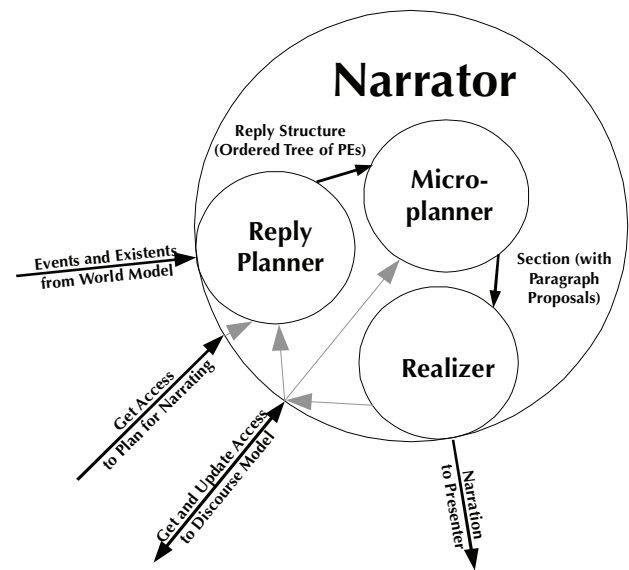 Narrator
Reply Structure
(Ordered Tree of PEs)
Micro-
planner
Reply
Planner
Events and Existents
from World Model
Section (with
Paragraph
Proposals)
Realizer
Get Access
to Plan for Narrating
Get and Update Access
to Discourse Model
Narration
to Presenter